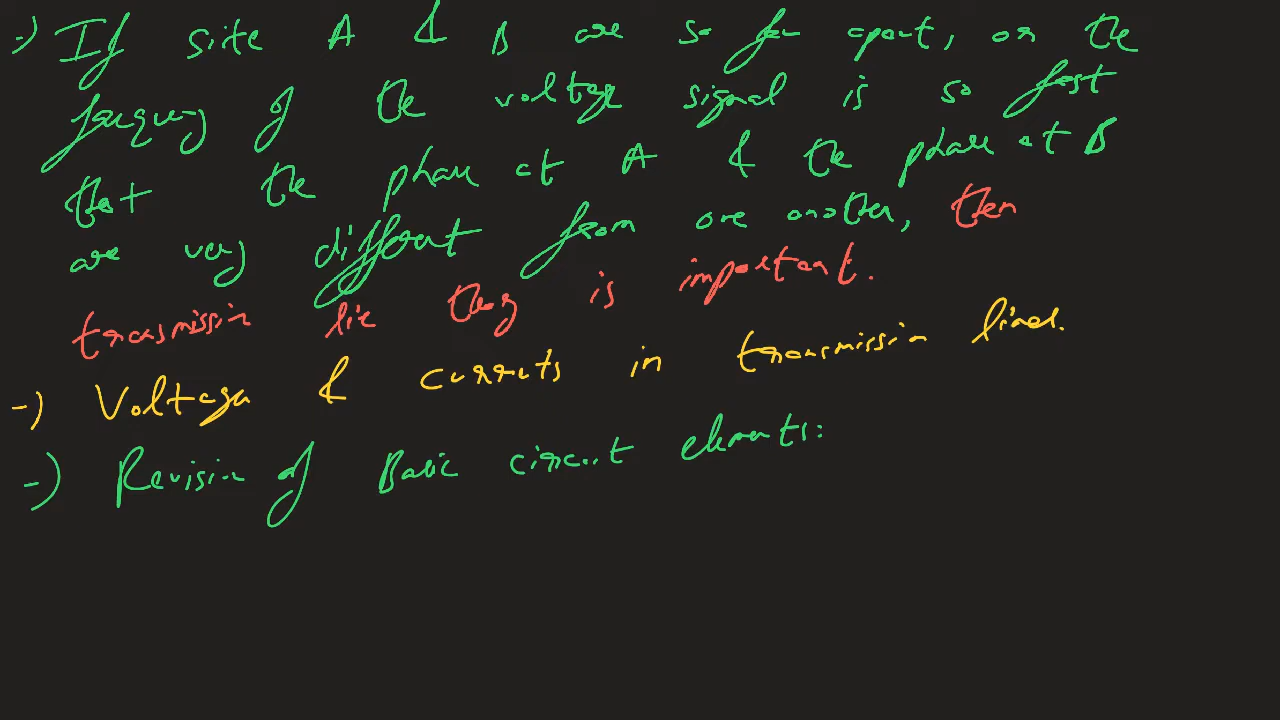 -) If site A & B are so far apart, or the
frequency of the voltage signal is so fast
that the phase at A & the phase at B
are very different from one another, then
transmission line theory is important.
-) Voltage & currents in transmission lines.
-) Revision of Basic circuit elements: